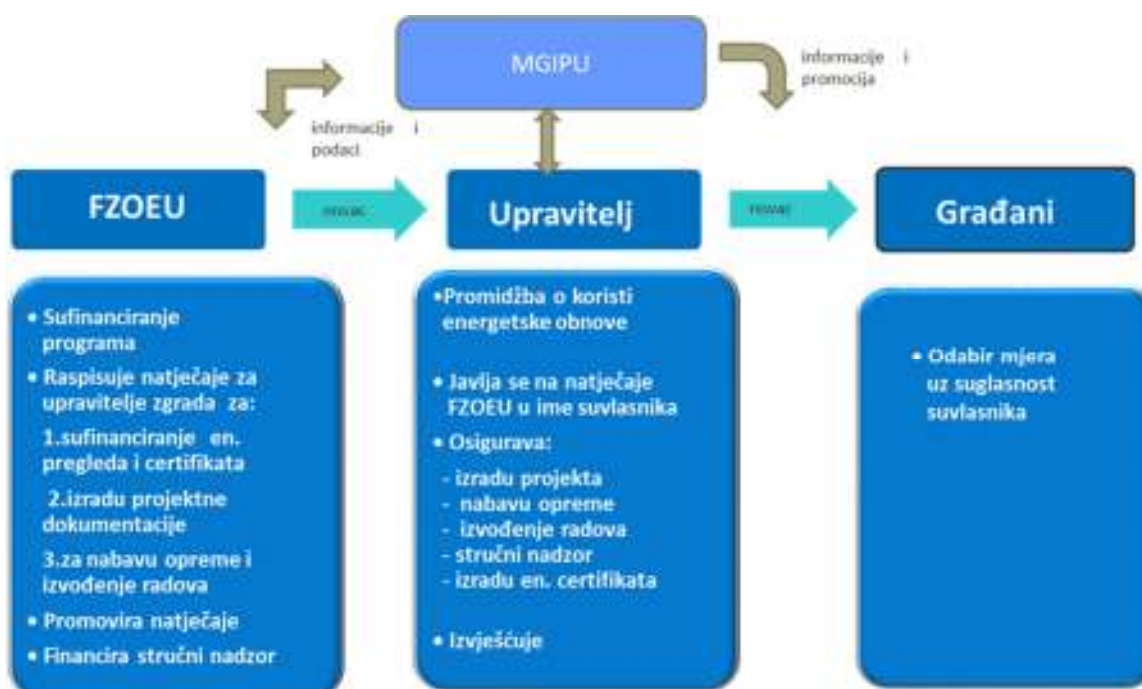 MGIPU
informacije i
promocija
informacije i
podaci
FZOEU
Upravitelj
Građani
• Sufinanciranje
programa
• Raspisuje natječaje za
upravitelje zgrada za:
1.sufinanciranje en.
pregleda i certifikata
2.izradu projektne
dokumentacije
3.za nabavu opreme i
izvođenje radova
• Promovira natječaje
• Financira stručni nadzor
•Promidžba o koristi
energetske obnove
• Javlja se na natječaje
FZOEU u ime suvlasnika
• Osigurava:
- izradu projekta
- nabavu opreme
- izvođenje radova
- stručni nadzor
- izradu en. certifikata
• Izvješćuje
• Odabir mjera
uz suglasnost
suvlasnika